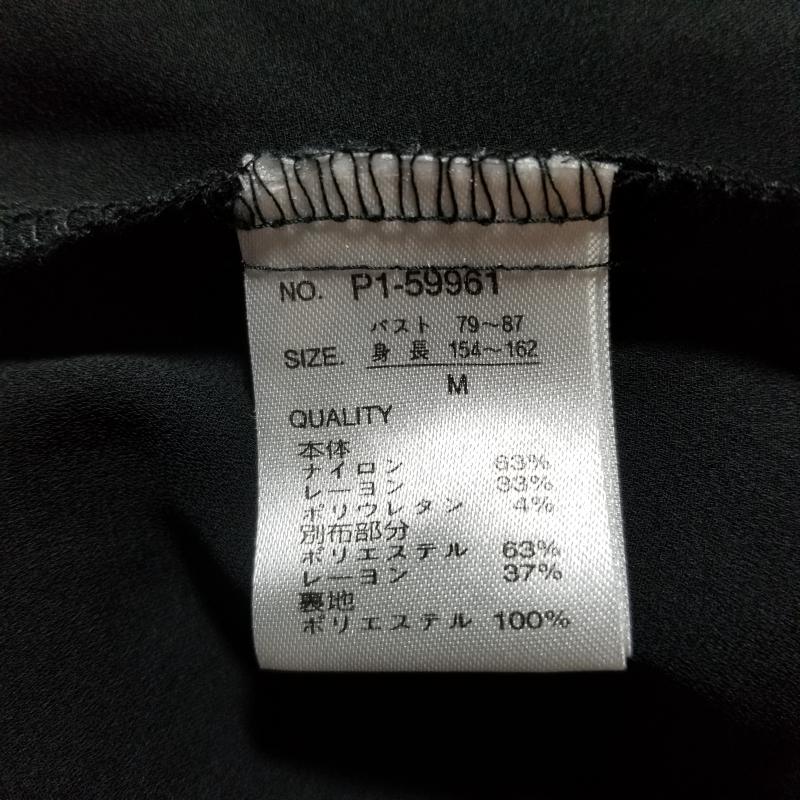 NO. P1-59961
バスト 79～87
SIZE. 身長 154～162
M
QUALITY
本体
ナイロン 63%
レーヨン 33%
ポリウレタン 4%
別布部分
ポリエステル 63%
レーヨン 37%
裏地
ポリエステル 100%